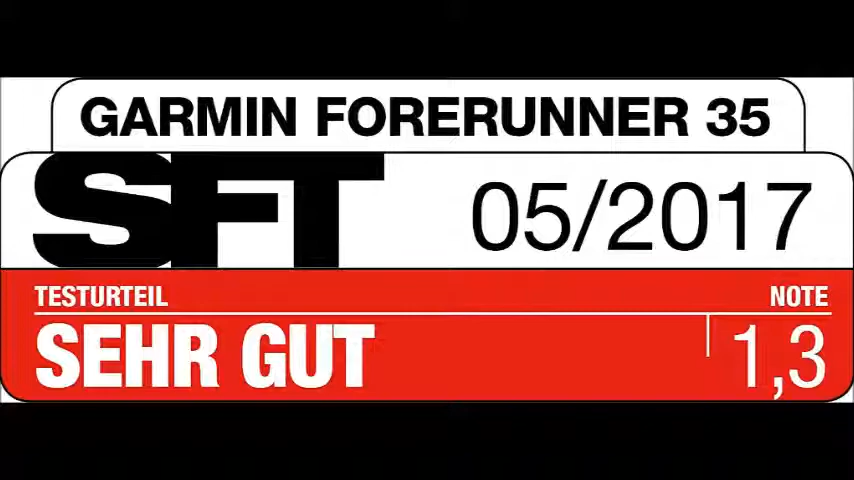 GARMIN FORERUNNER 35
SFT 05/2017
TESTURTEIL NOTE
SEHR GUT 1,3